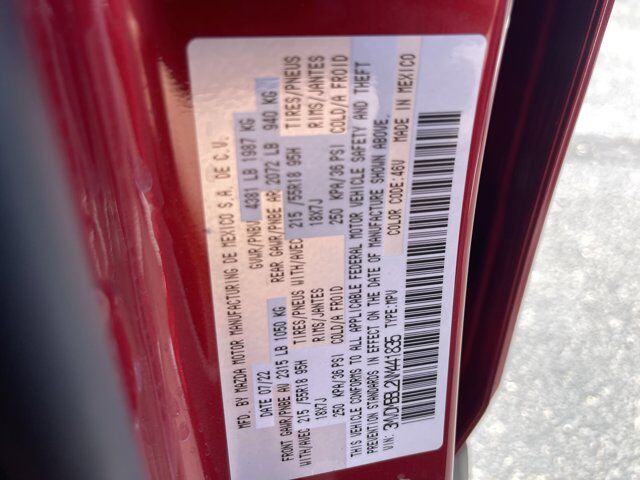 MFD. BY MAZDA MOTOR MANUFACTURING DE MEXICO S.A. DE C.V.
DATE 07/22 GVWR/PNBV 4381 LB 1987 KG
FRONT GAWR/PNBE AV 2315 LB 1050 KG REAR GAWR/PNBE AR 2072 LB 940 KG
WITH/AVEC 215 /55R18 95H TIRES/PNEUS WITH/AVEC 215 /55R18 95H TIRES/PNEUS
18X7J RIMS/JANTES 18X7J RIMS/JANTES
250 KPA/36 PSI COLD/A FROID 250 KPA/36 PSI COLD/A FROID
THIS VEHICLE CONFORMS TO ALL APPLICABLE FEDERAL MOTOR VEHICLE SAFETY AND THEFT
PREVENTION STANDARDS IN EFFECT ON THE DATE OF MANUFACTURE SHOWN ABOVE.
VIN: 3MVDMBBL2NM441835 TYPE:MPV COLOR CODE:46V MADE IN MEXICO